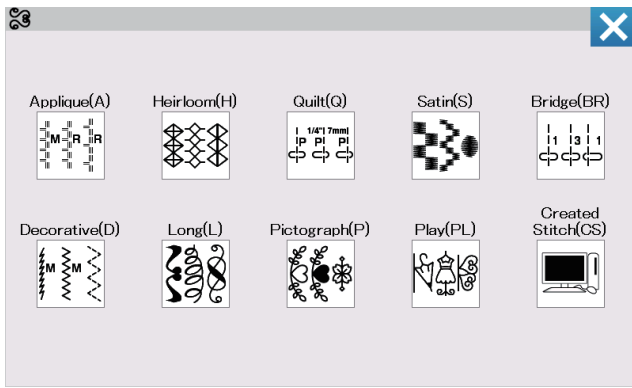 Applique(A)
Heirloom(H)
Quilt(Q)
Satin(S)
Bridge(BR)
M R R
1/4" 7mm
P P P
1 3 1
Decorative(D)
Long(L)
Pictograph(P)
Play(PL)
Created
Stitch(CS)
M M